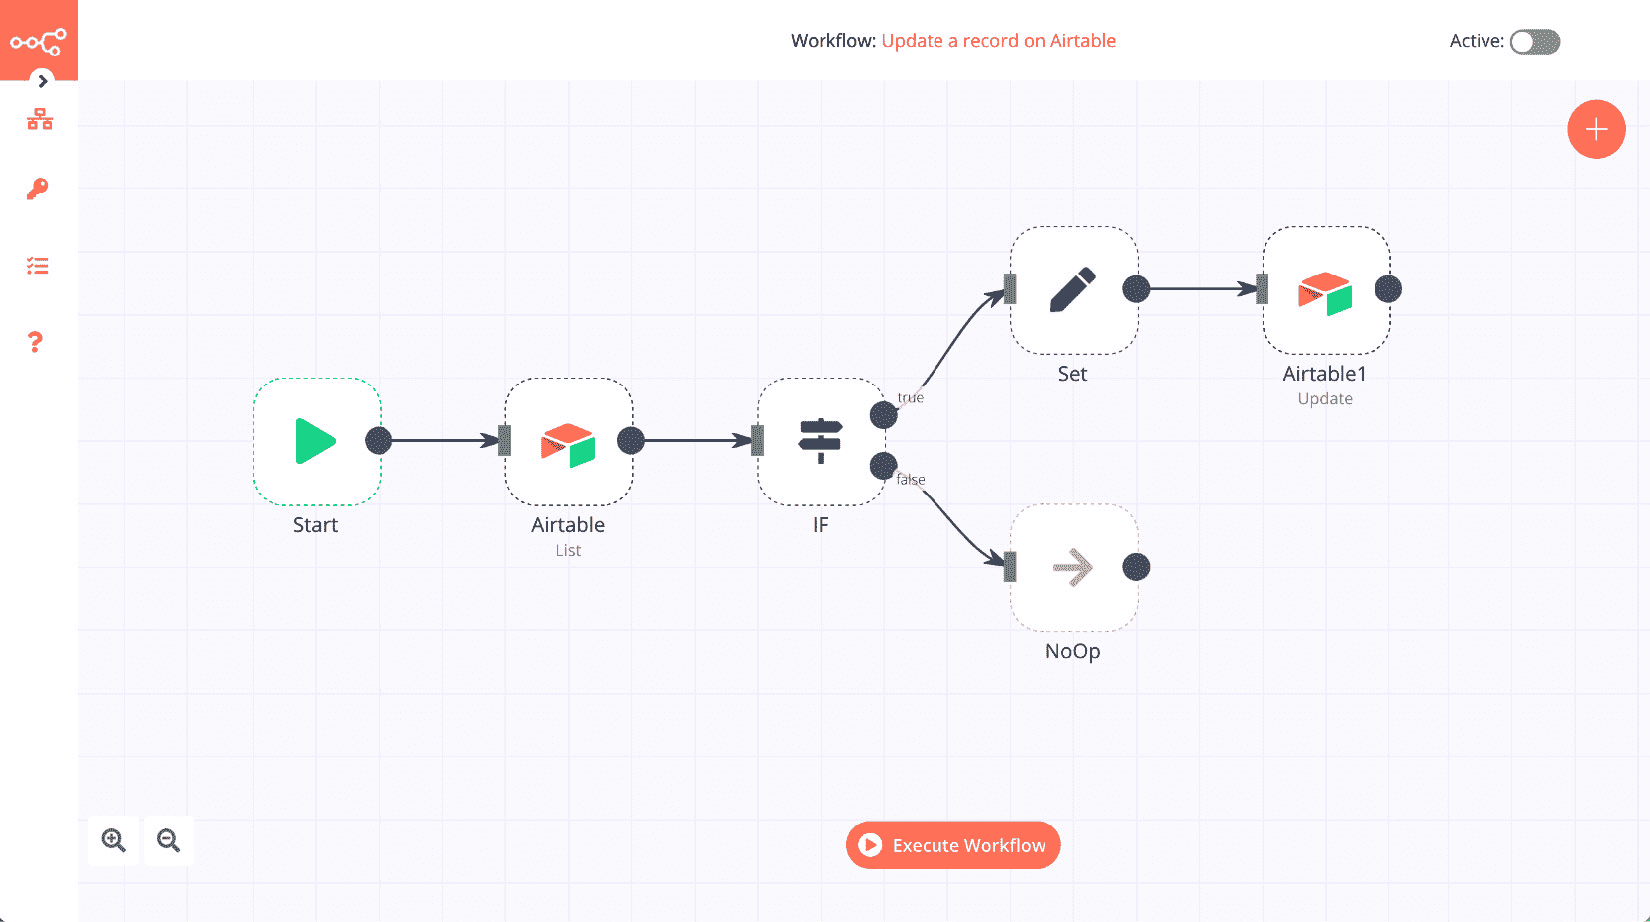 Workflow: Update a record on Airtable
Active:
Set
Airtable1
Update
true
false
Start
Airtable
List
IF
NoOp
Execute Workflow